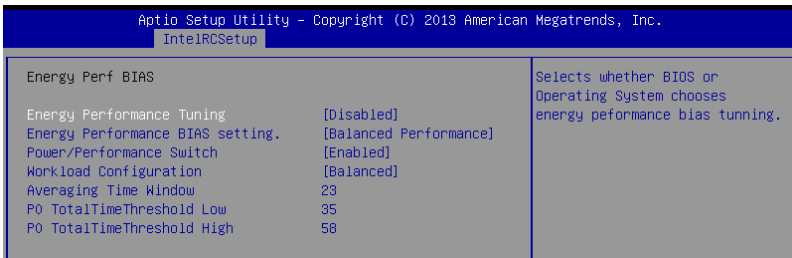 Aptio Setup Utility – Copyright (C) 2013 American Megatrends, Inc.
IntelRCSetup
Energy Perf BIAS
Energy Performance Tuning [Disabled]
Energy Performance BIAS setting. [Balanced Performance]
Power/Performance Switch [Enabled]
Workload Configuration [Balanced]
Averaging Time Window 23
P0 TotalTimeThreshold Low 35
P0 TotalTimeThreshold High 58
Selects whether BIOS or
Operating System chooses
energy peformance bias tunning.